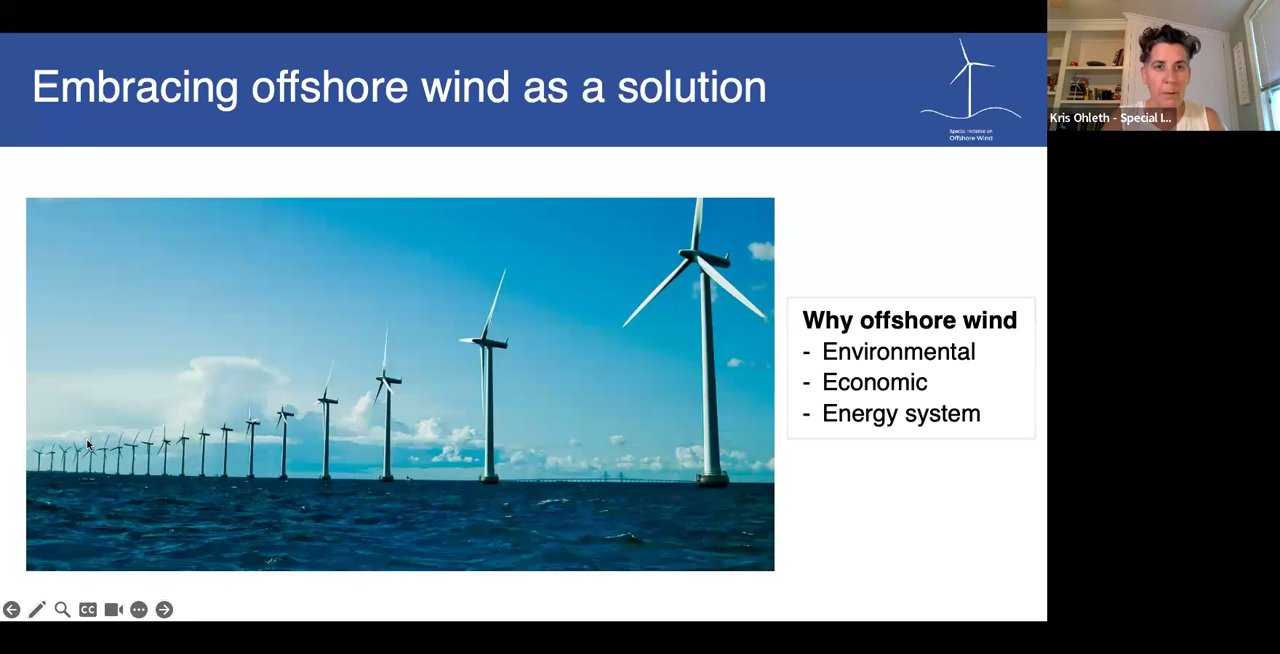 Embracing offshore wind as a solution
Special Initiative on
Offshore Wind
Kris Ohleth - Special I...
Why offshore wind
- Environmental
- Economic
- Energy system
CC